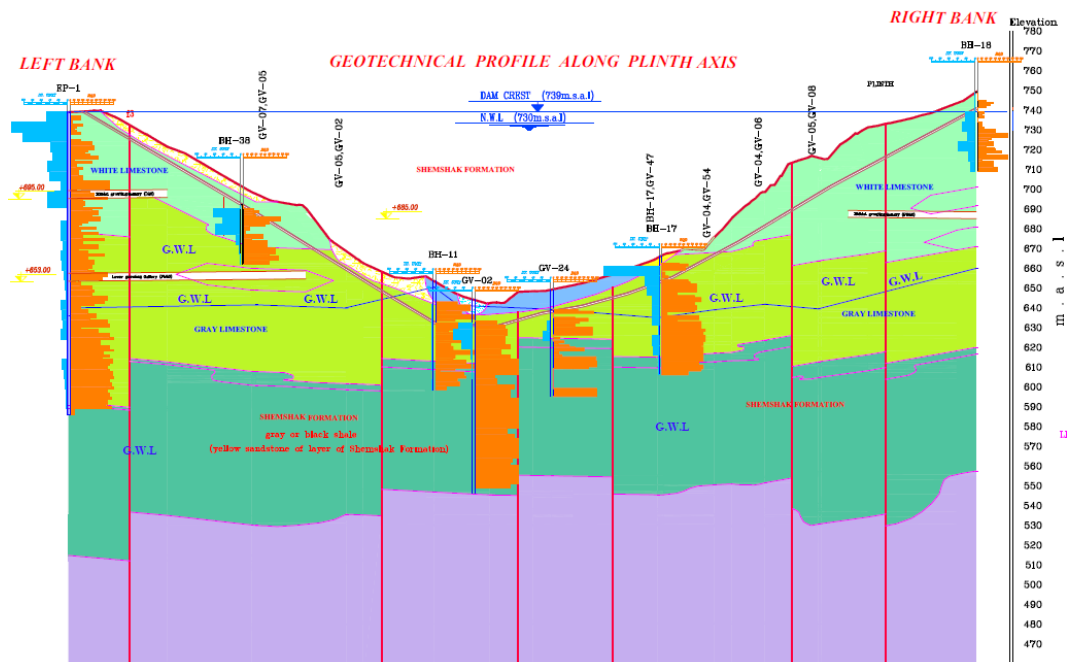 RIGHT BANK
Elevation
LEFT BANK
GEOTECHNICAL PROFILE ALONG PLINTH AXIS
BH-18
EP-1
PLINTH
DAM CREST (739m.s.a.l)
N.W.L (730m.s.a.l)
GV-07,GV-05
BH-38
GV-05,GV-02
SHEMSHAK FORMATION
BH-17,GV-47
GV-04,GV-54
GV-04,GV-06
GV-05,GV-08
WHITE LIMESTONE
WHITE LIMESTONE
+695.00
+685.00
G.W.L
BH-11
GV-02
GV-24
BH-17
+653.00
G.W.L
G.W.L
G.W.L
G.W.L
GRAY LIMESTONE
GRAY LIMESTONE
SHEMSHAK FORMATION
gray or black shale
(yellow sandstone of layer of Shemshak Formation)
G.W.L
G.W.L
SHEMSHAK FORMATION
780
770
760
750
740
730
720
710
700
690
680
670
660
650
640
630
620
610
600
590
580
570
560
550
540
530
520
510
500
490
480
470
m.a.s.l